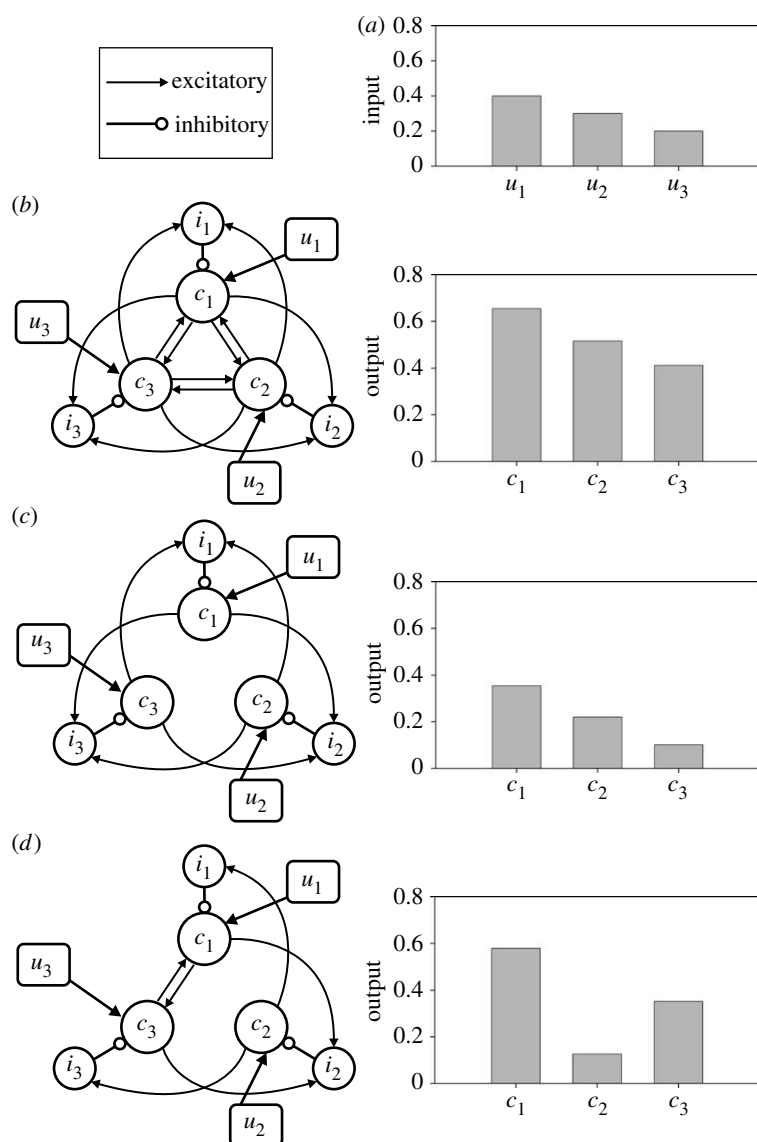 excitatory
inhibitory
(a)
0.8
0.6
0.4
0.2
0
input
u1 u2 u3
(b)
i1
u1
c1
u3
c3 c2
i3 i2
u2
0.8
0.6
0.4
0.2
0
output
c1 c2 c3
(c)
i1
u1
c1
u3
c3 c2
i3 i2
u2
0.8
0.6
0.4
0.2
0
output
c1 c2 c3
(d)
i1
u1
c1
u3
c3 c2
i3 i2
u2
0.8
0.6
0.4
0.2
0
output
c1 c2 c3